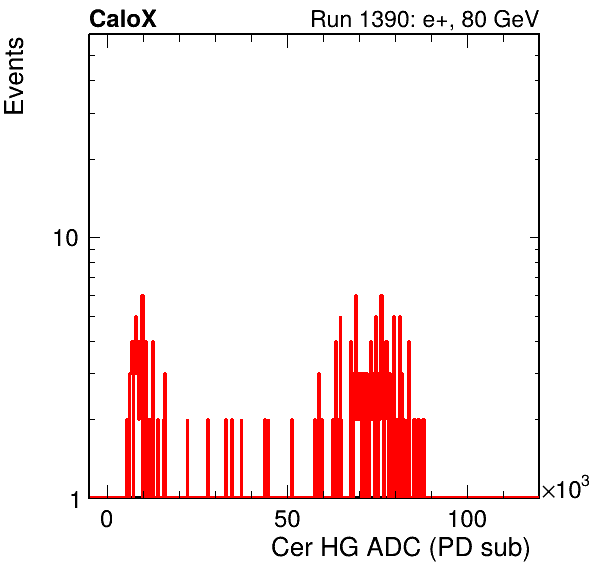 CaloX Run 1390: e+, 80 GeV
Events
10
1
0 50 100 ×10³
Cer HG ADC (PD sub)